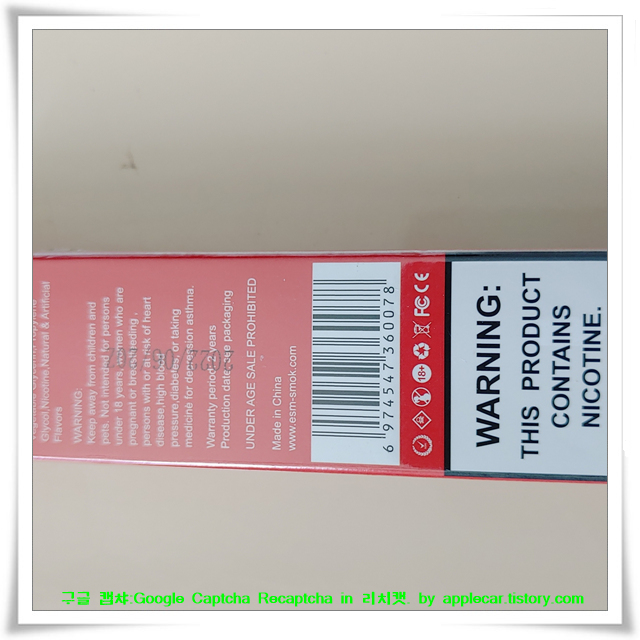 Glycol,Nicotine,Natural & Artificial
Flavors
WARNING:
Keep away from children and
pets. Not intended for persons
under 18 years, women who are
pregnant or breastfeeding ,
persons with or at risk of heart
disease,high blood
pressure,diabetes, or taking
medicine for depression asthma.
Warranty period: years
Production date: see packaging
UNDER AGE SALE PROHIBITED
Made in China
www.esm-smok.com
6 974547 360078
18+
FC CE
WARNING:
THIS PRODUCT
CONTAINS
NICOTINE.
구글 캡챠:Google Captcha Recaptcha in 리치캣. by applecar.tistory.com